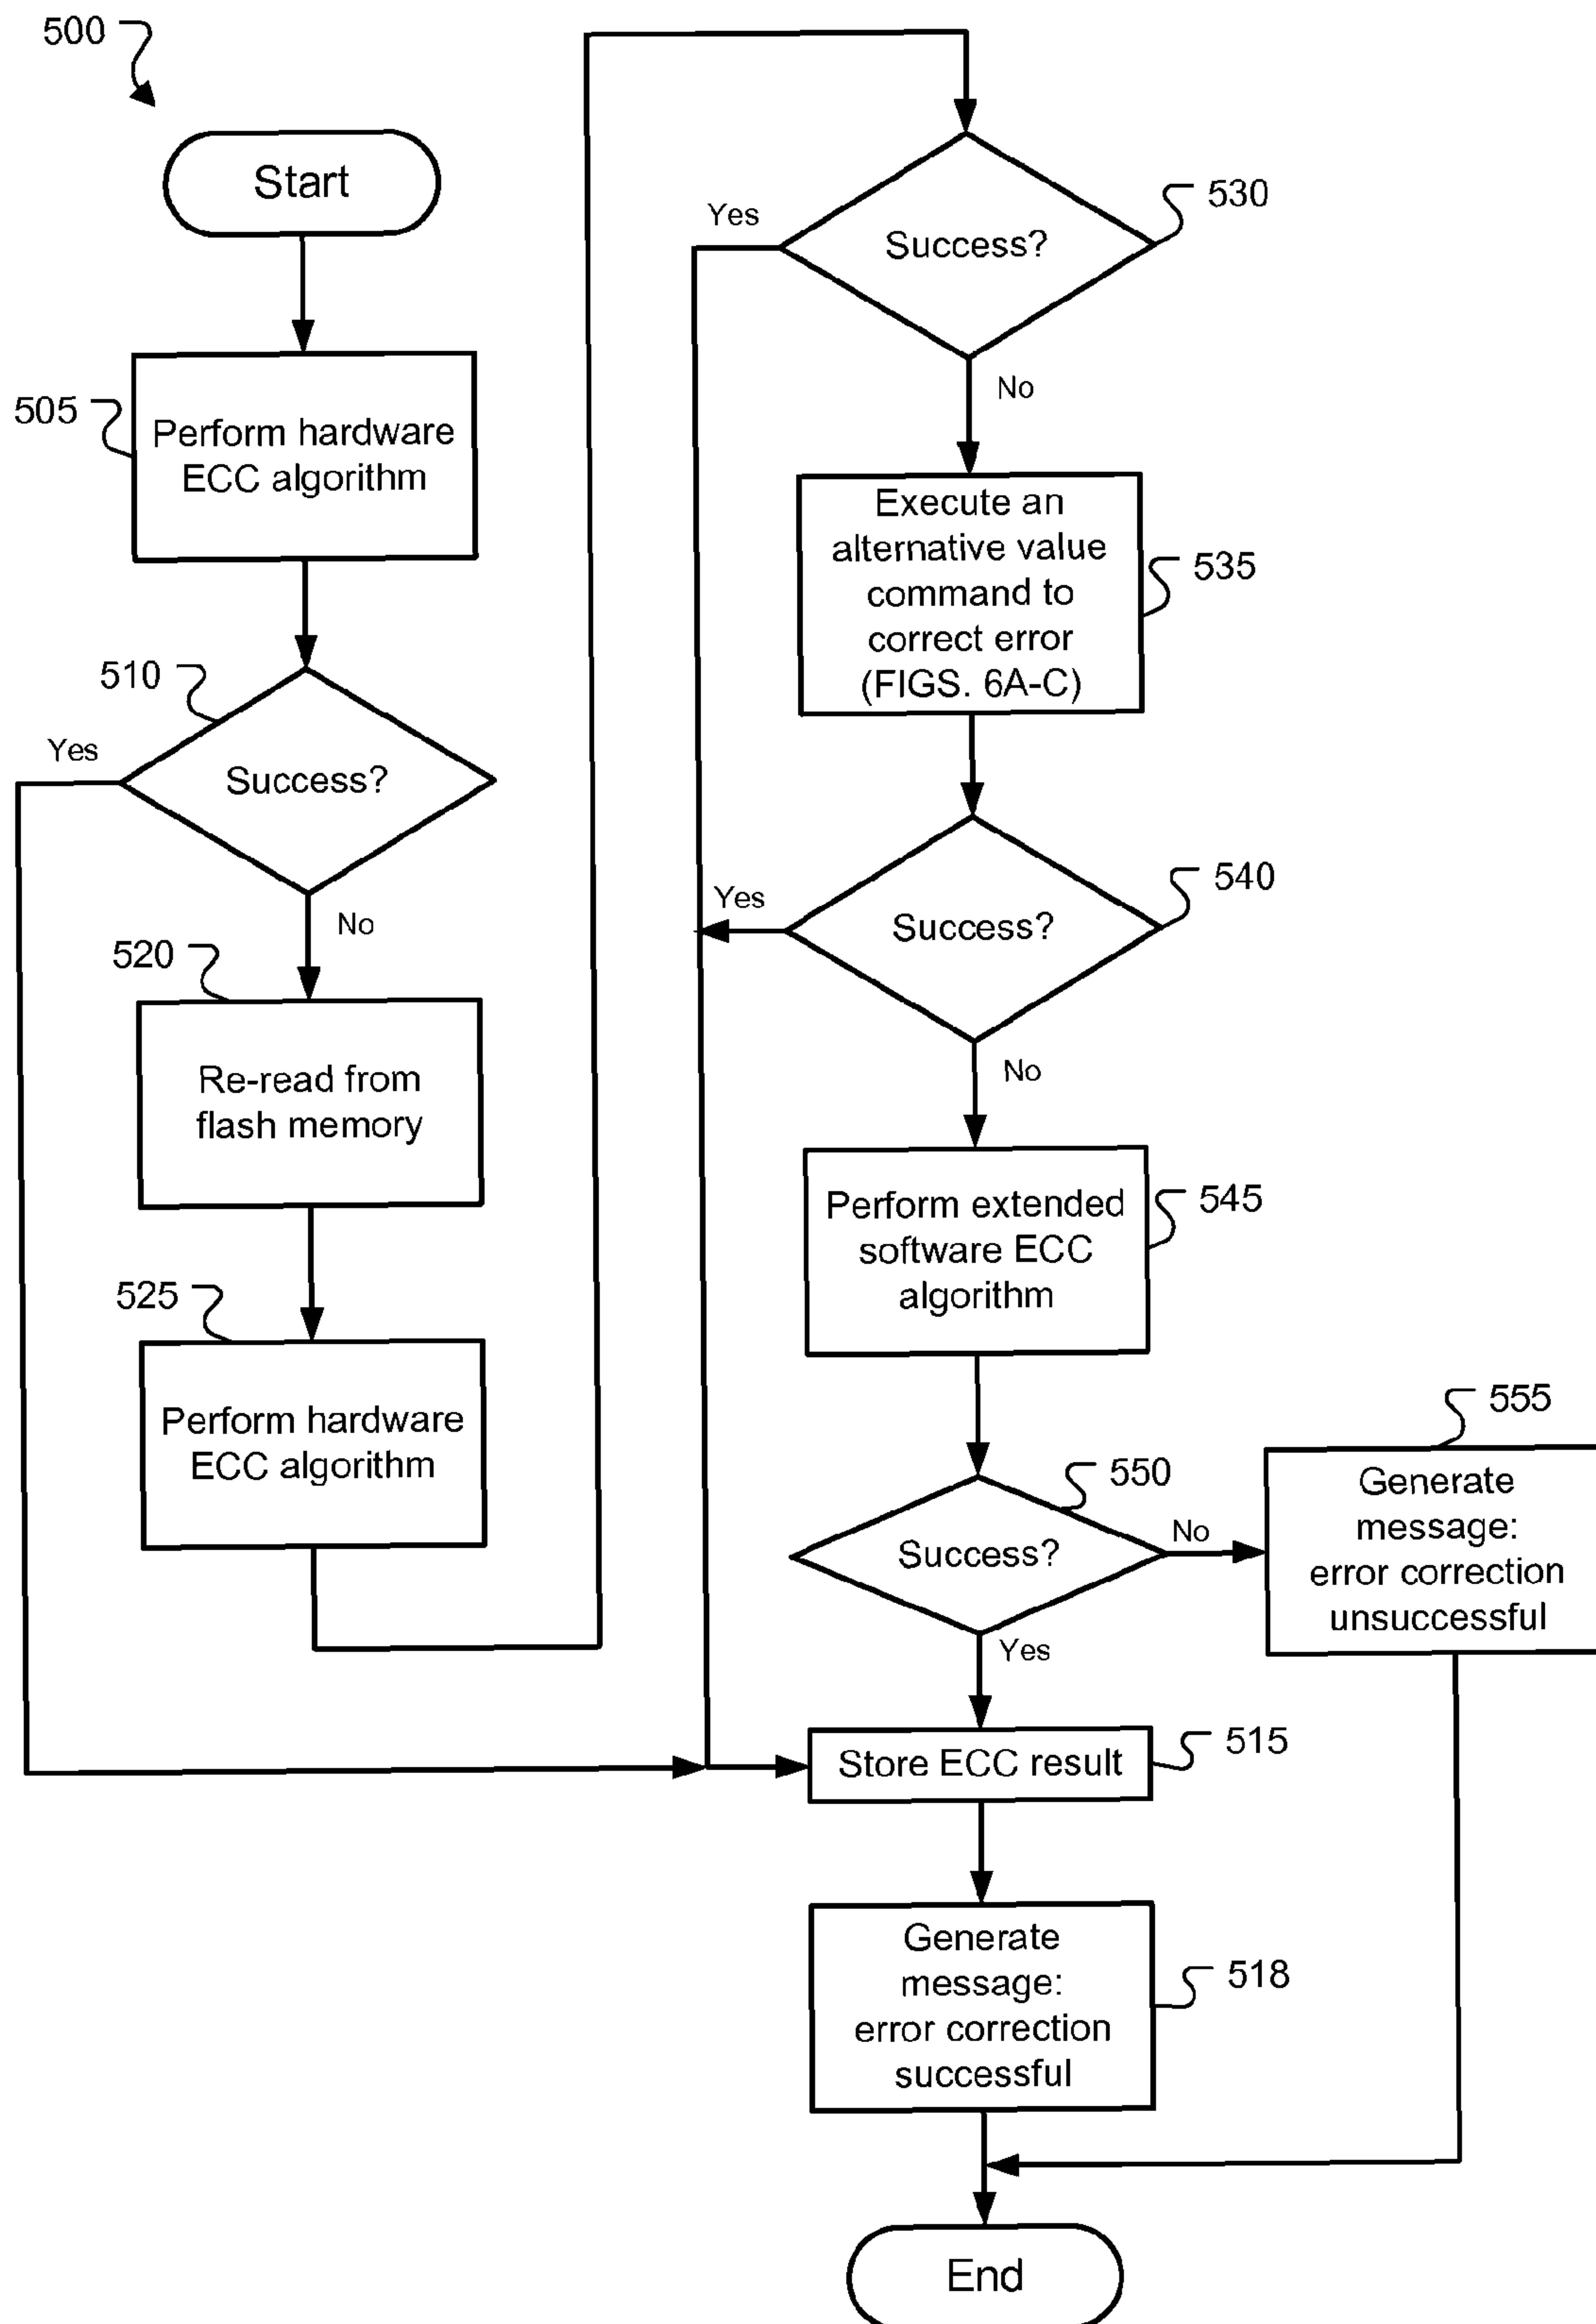 500
Start
505
Perform hardware
ECC algorithm
510
Yes
Success?
No
520
Re-read from
flash memory
525
Perform hardware
ECC algorithm
530
Yes
Success?
No
Execute an
alternative value
command to
correct error
(FIGS. 6A-C)
535
540
Yes
Success?
No
Perform extended
software ECC
algorithm
545
550
Success?
No
Yes
555
Generate
message:
error correction
unsuccessful
Store ECC result
515
Generate
message:
error correction
successful
518
End